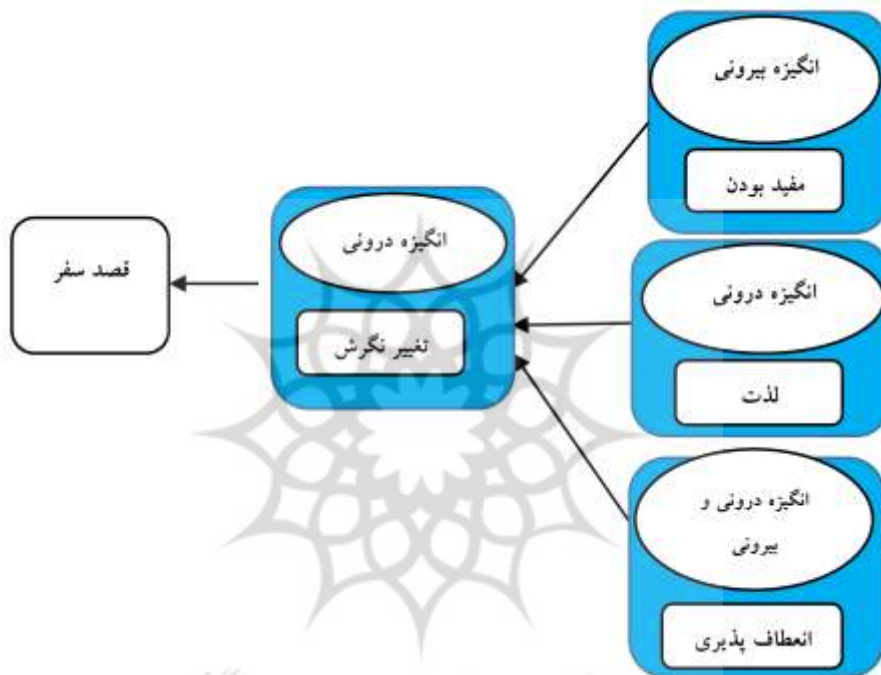 انگیزه بیرونی
مفید بودن
انگیزه درونی
لذت
انگیزه درونی و
بیرونی
انعطاف پذیری
انگیزه درونی
تغییر نگرش
قصد سفر